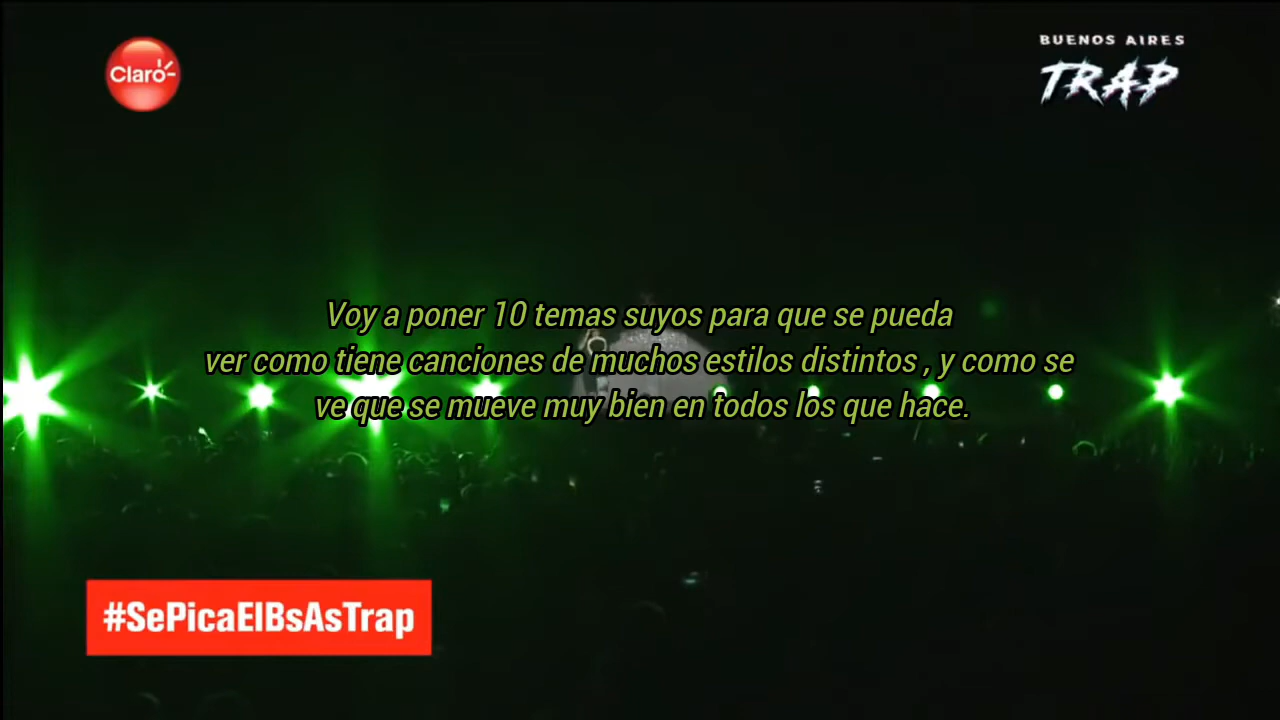 Claro-
BUENOS AIRES
TRAP
Voy a poner 10 temas suyos para que se pueda
ver como tiene canciones de muchos estilos distintos , y como se
ve que se mueve muy bien en todos los que hace.
#SePicaElBsAsTrap